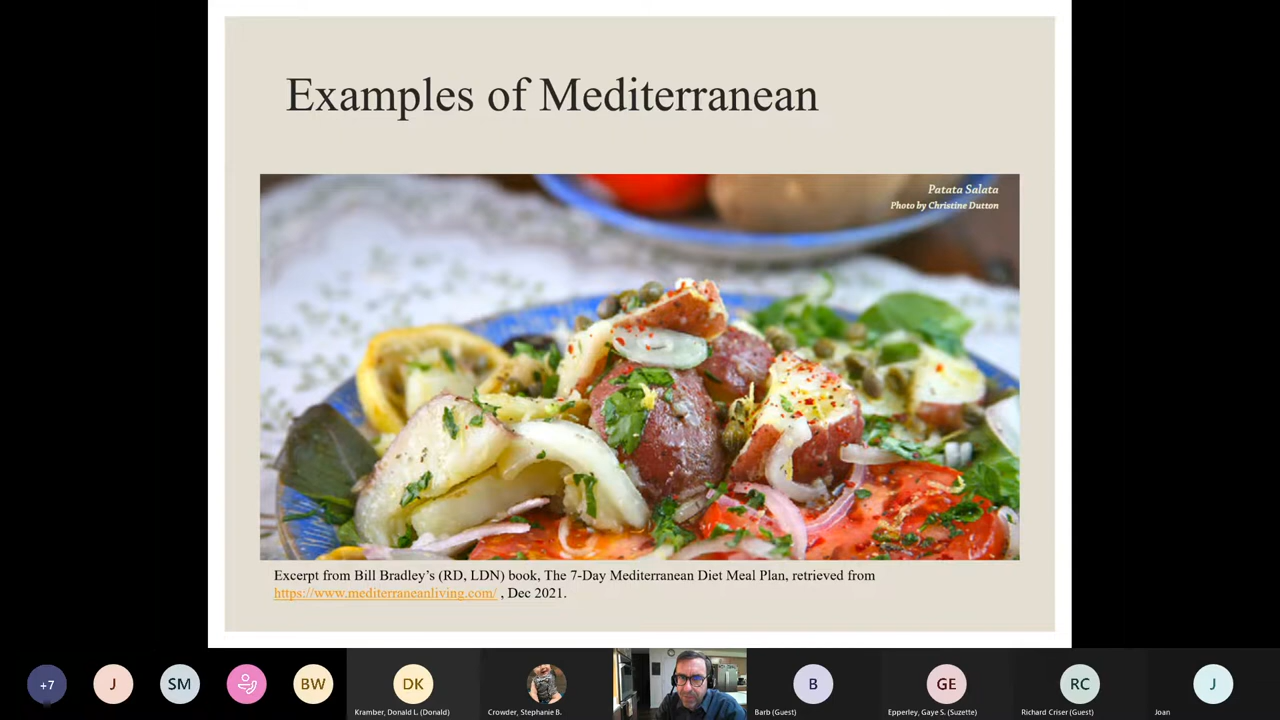 Examples of Mediterranean
Patata Salata
Photo by Christine Dutton
Excerpt from Bill Bradley’s (RD, LDN) book, The 7-Day Mediterranean Diet Meal Plan, retrieved from
https://www.mediterraneanliving.com/ , Dec 2021.
+7
J
SM
BW
DK
B
GE
RC
J
Kramber, Donald L. (Donald)
Crowder, Stephanie B.
Barb (Guest)
Epperley, Gaye S. (Suzette)
Richard Criser (Guest)
Joan